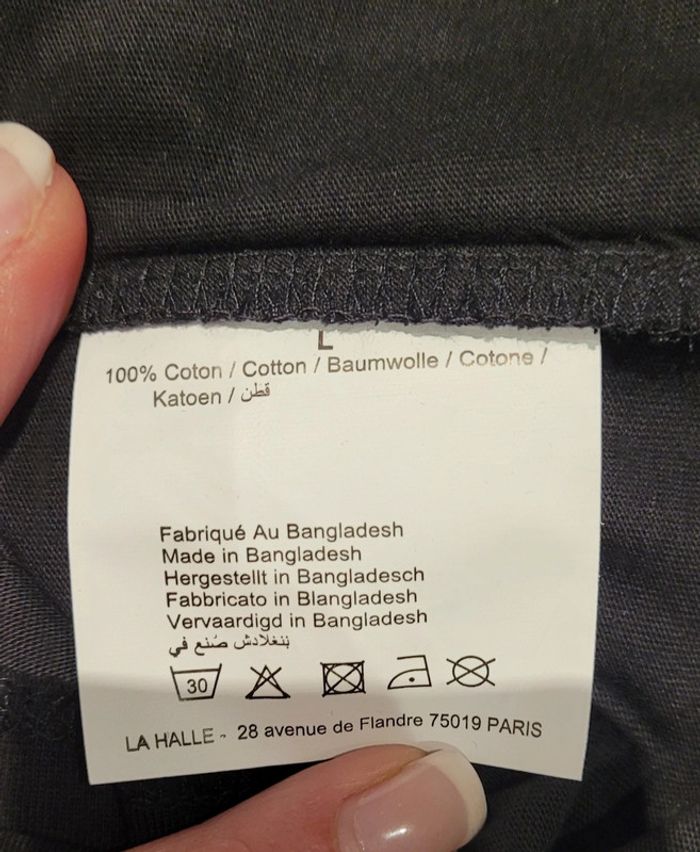 L
100% Coton / Cotton / Baumwolle / Cotone /
Katoen / قطن
Fabriqué Au Bangladesh
Made in Bangladesh
Hergestellt in Bangladesch
Fabbricato in Blangladesh
Vervaardigd in Bangladesh
بنغلادش صُنع في
30
LA HALLE - 28 avenue de Flandre 75019 PARIS